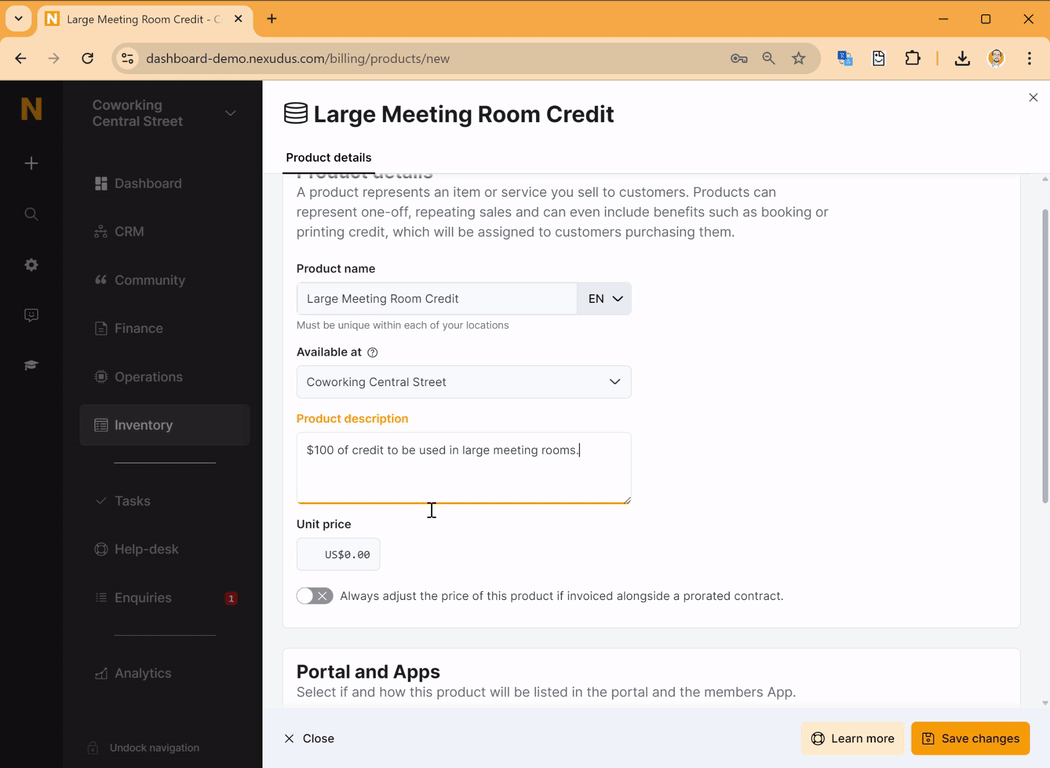 Large Meeting Room Credit - C
dashboard-demo.nexudus.com/billing/products/new
N
Coworking
Central Street
Dashboard
CRM
Community
Finance
Operations
Inventory
Tasks
Help-desk
Enquiries
1
Analytics
Undock navigation
Large Meeting Room Credit
Product details
Product details
A product represents an item or service you sell to customers. Products can
represent one-off, repeating sales and can even include benefits such as booking or
printing credit, which will be assigned to customers purchasing them.
Product name
Large Meeting Room Credit
EN
Must be unique within each of your locations
Available at
Coworking Central Street
Product description
$100 of credit to be used in large meeting rooms.
Unit price
US$0.00
Always adjust the price of this product if invoiced alongside a prorated contract.
Portal and Apps
Select if and how this product will be listed in the portal and the members App.
Close
Learn more
Save changes